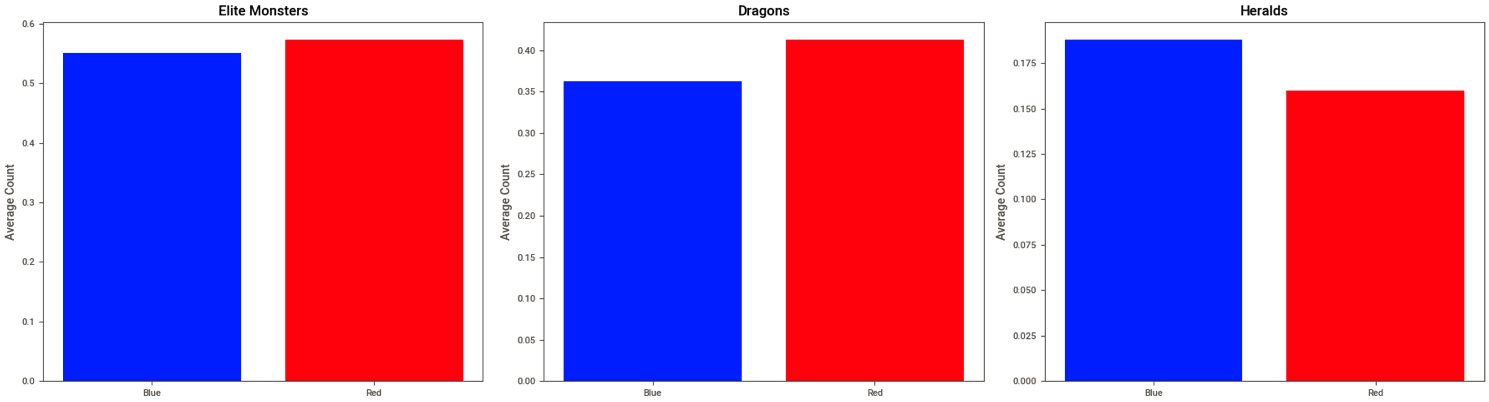 Elite Monsters
Average Count
0.6
0.5
0.4
0.3
0.2
0.1
0.0
Blue
Red
Dragons
Average Count
0.40
0.35
0.30
0.25
0.20
0.15
0.10
0.05
0.00
Blue
Red
Heralds
Average Count
0.175
0.150
0.125
0.100
0.075
0.050
0.025
0.000
Blue
Red